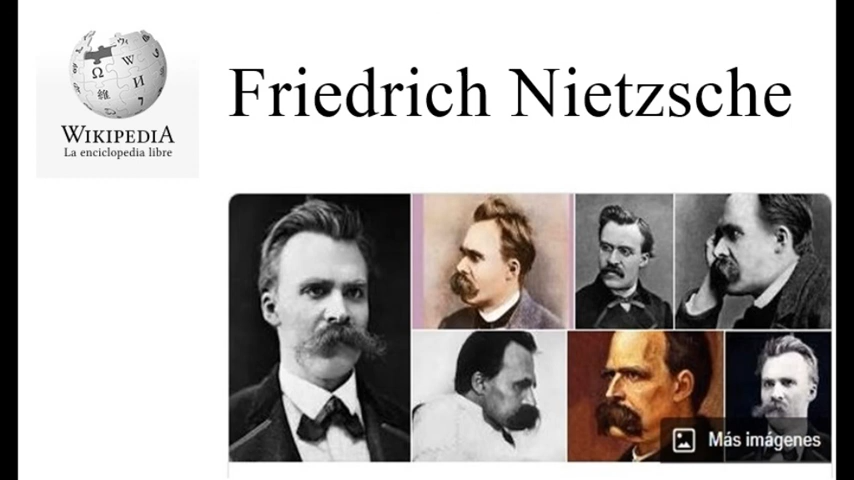 Friedrich Nietzsche
WIKIPEDIA
La enciclopedia libre
Más imágenes